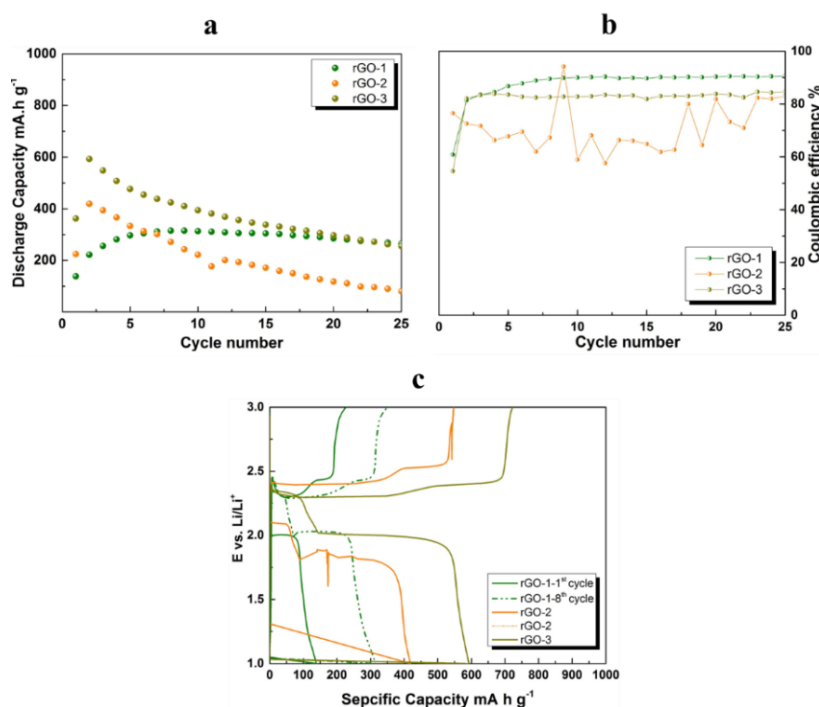 a
1000
800
600
400
200
0
5
10
15
20
25
Discharge Capacity mA.h g⁻¹
Cycle number
rGO-1
rGO-2
rGO-3
b
100
80
60
40
20
0
0
5
10
15
20
25
Coulombic efficiency %
Cycle number
rGO-1
rGO-2
rGO-3
c
3.0
2.5
2.0
1.5
1.0
0
100
200
300
400
500
600
700
800
900
1000
E vs. Li/Li⁺
Sepcific Capacity mA h g⁻¹
rGO-1-1ˢᵗ cycle
rGO-1-8ᵗʰ cycle
rGO-2
rGO-2
rGO-3